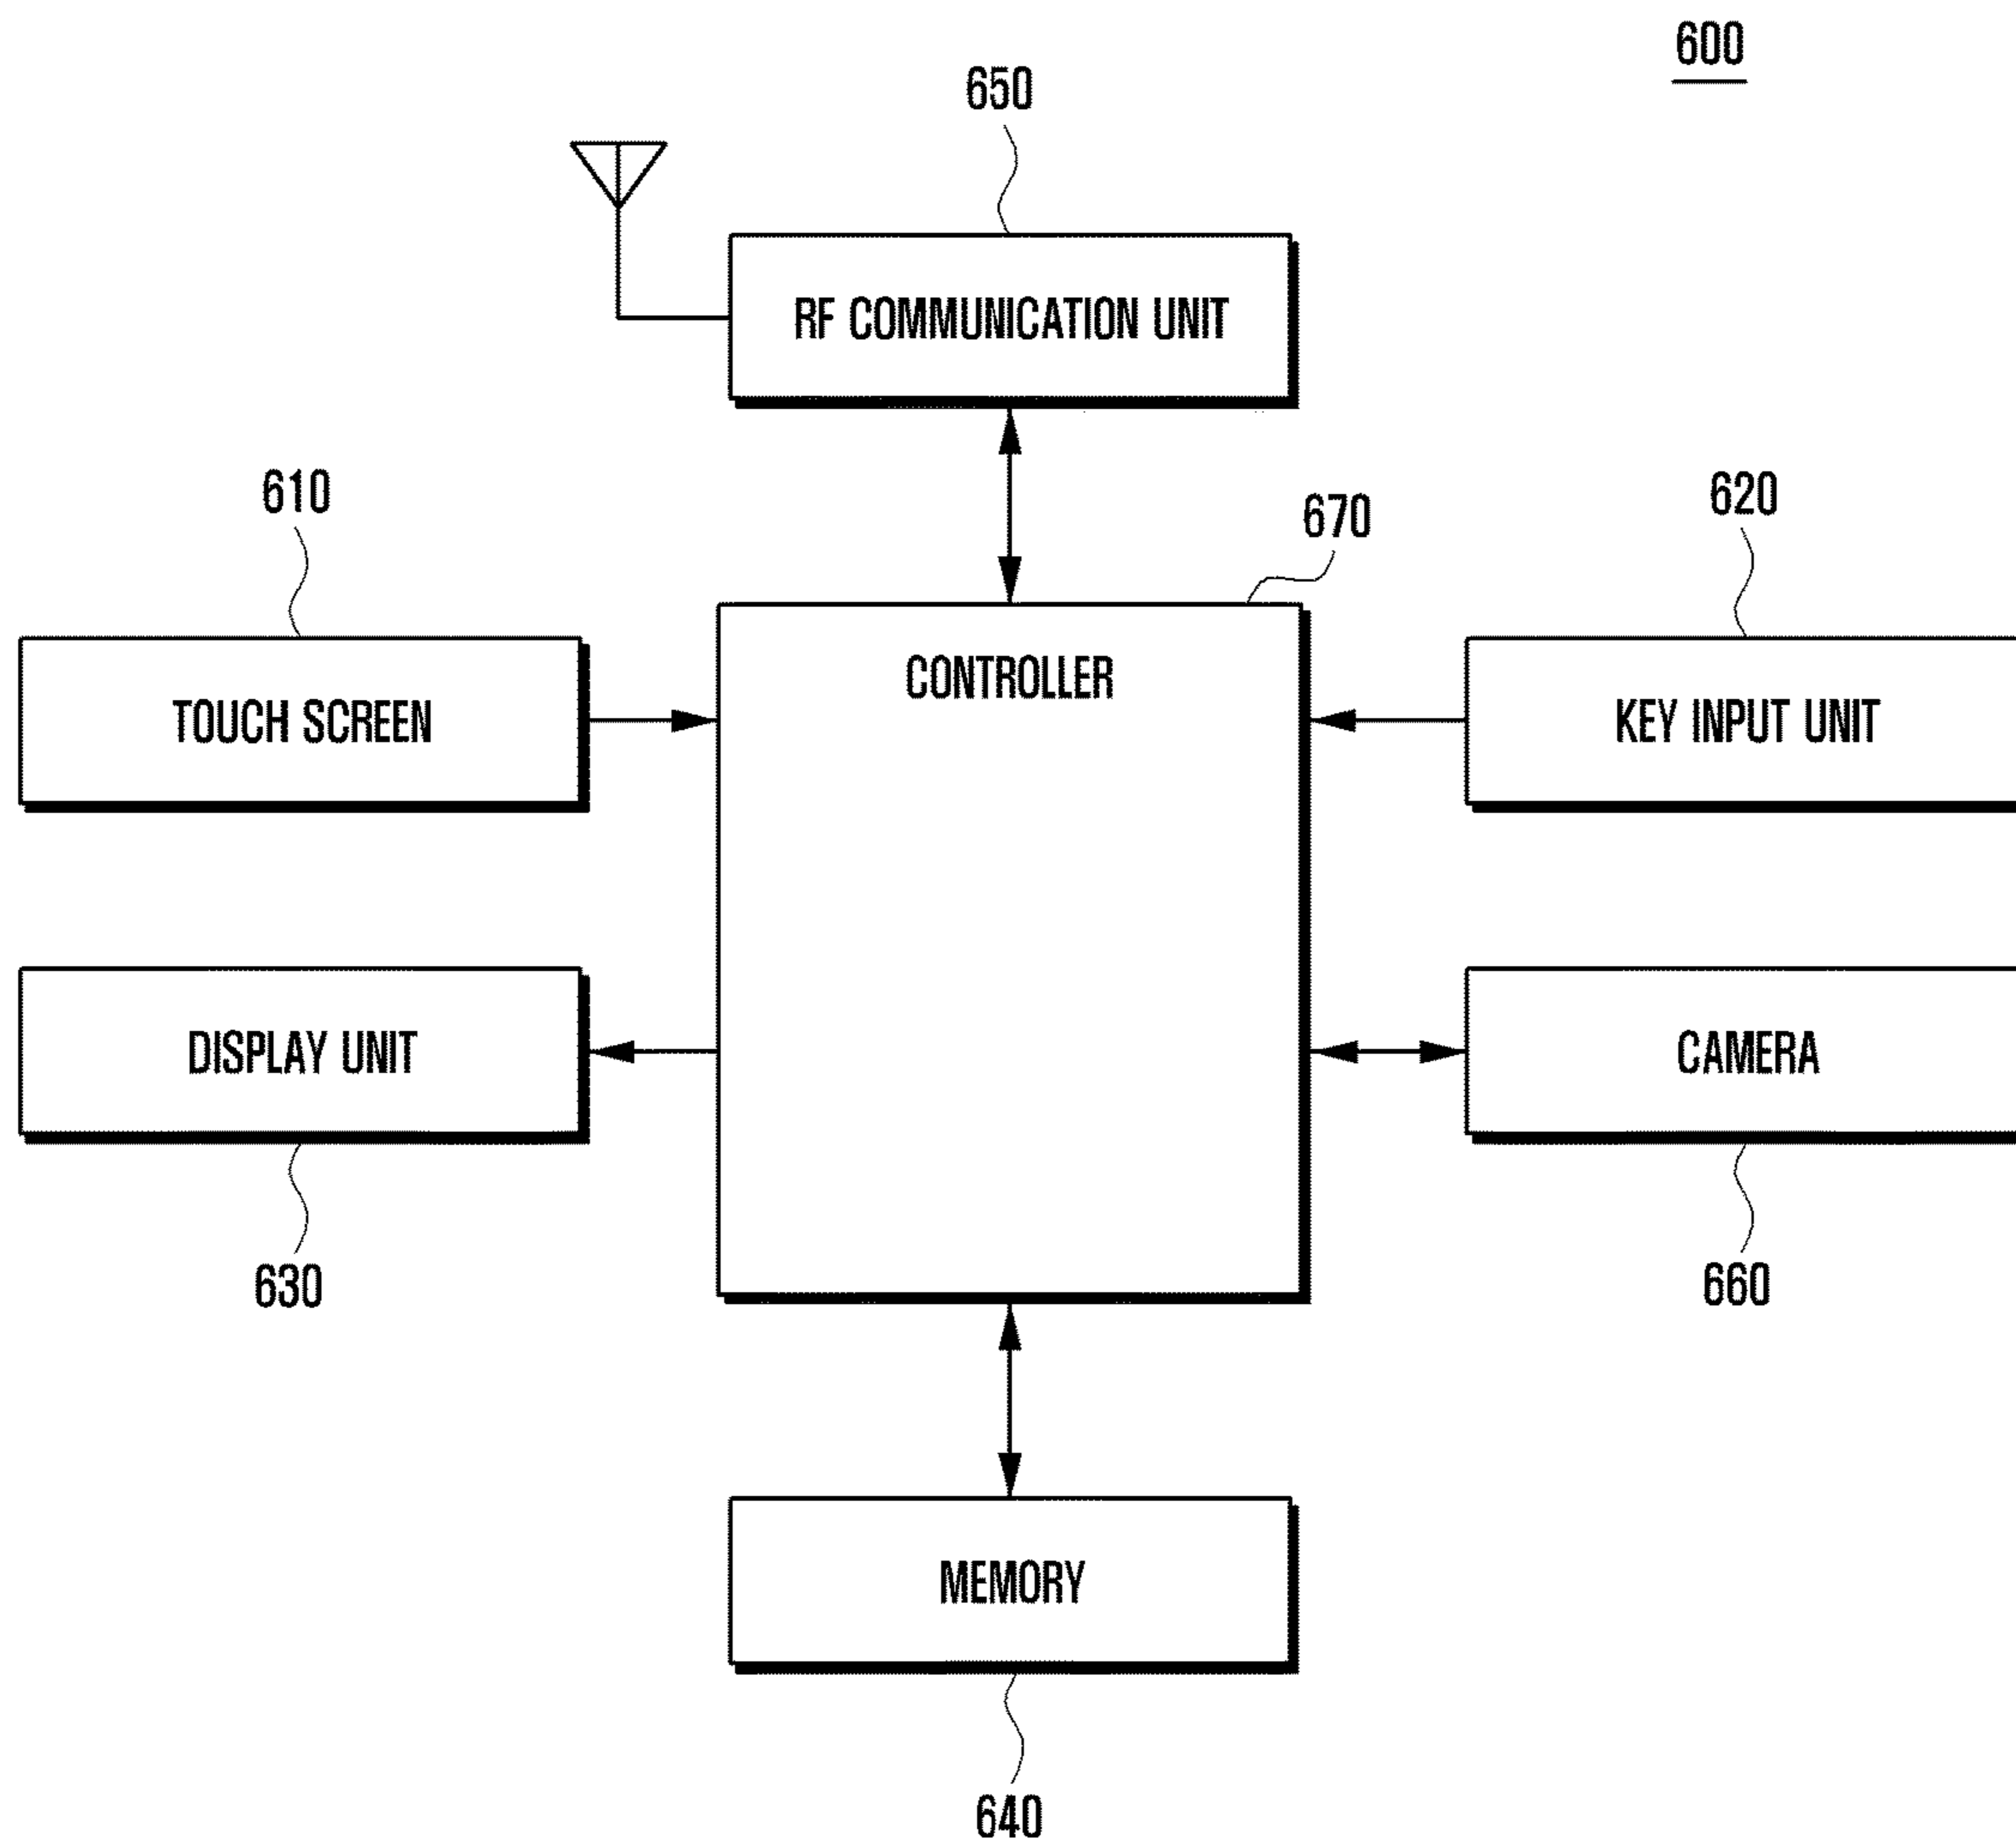 600
650
RF COMMUNICATION UNIT
610
670
620
CONTROLLER
TOUCH SCREEN
KEY INPUT UNIT
DISPLAY UNIT
CAMERA
630
660
MEMORY
640